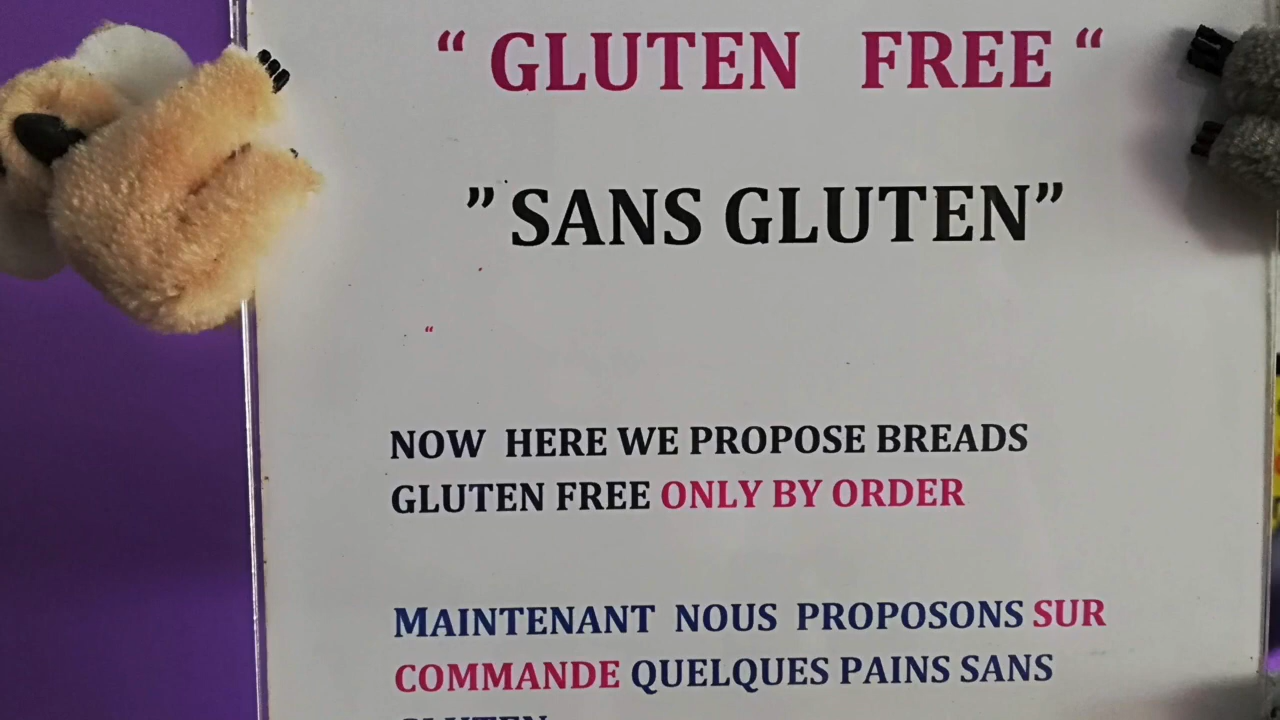 “ GLUTEN FREE “
”SANS GLUTEN”
“
NOW HERE WE PROPOSE BREADS
GLUTEN FREE ONLY BY ORDER
MAINTENANT NOUS PROPOSONS SUR
COMMANDE QUELQUES PAINS SANS
GLUTEN